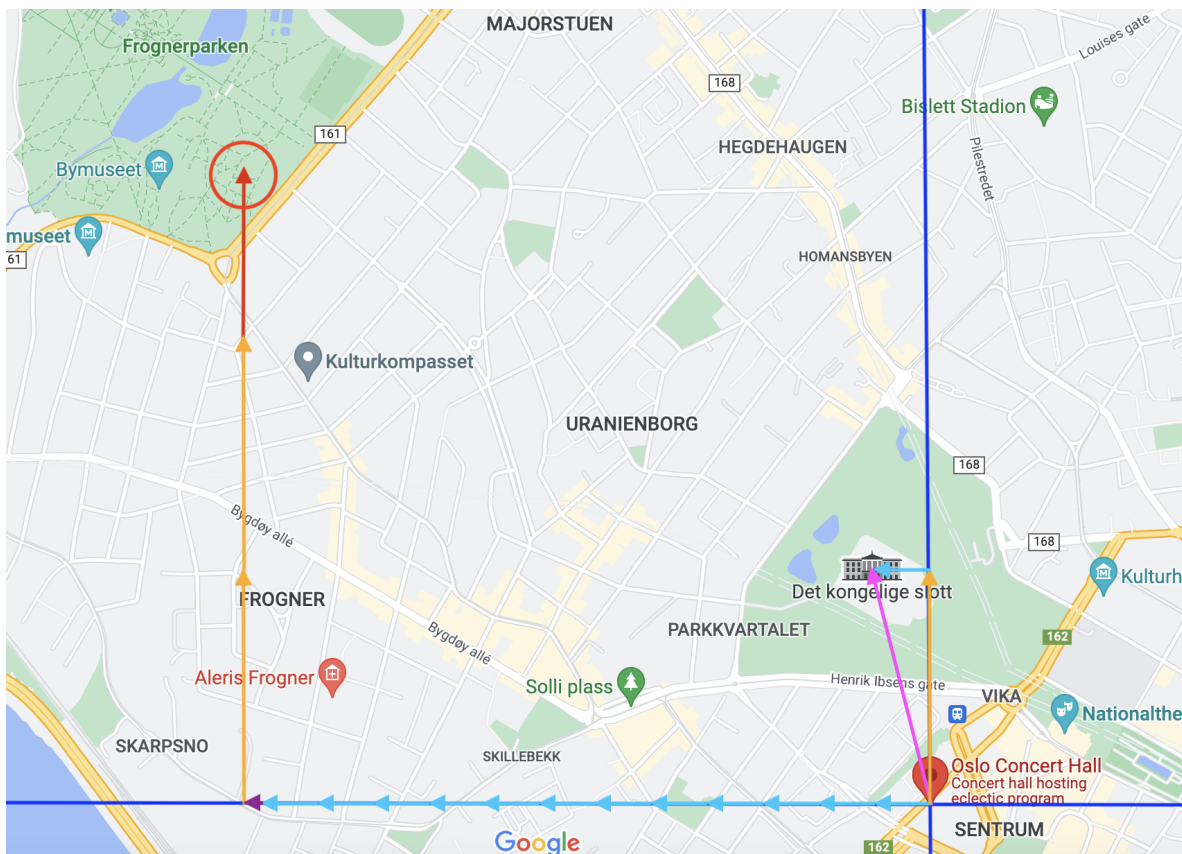 MAJORSTUEN
Frognerparken
Louises gate
168
Bislett Stadion
161
Pilestredet
HEGDEHAUGEN
Bymuseet
museet
61
HOMANSBYEN
Kulturkompasset
URANIENBORG
168
Bygdøy allé
168
Kulturh
Det kongelige slott
FROGNER
PARKKVARTALET
162
Bygdøy allé
Aleris Frogner
Solli plass
Henrik Ibsens gate
VIKA
Nationalthe
SKARPSNO
SKILLEBEKK
Oslo Concert Hall
Concert hall hosting
eclectic program
Google
SENTRUM
162